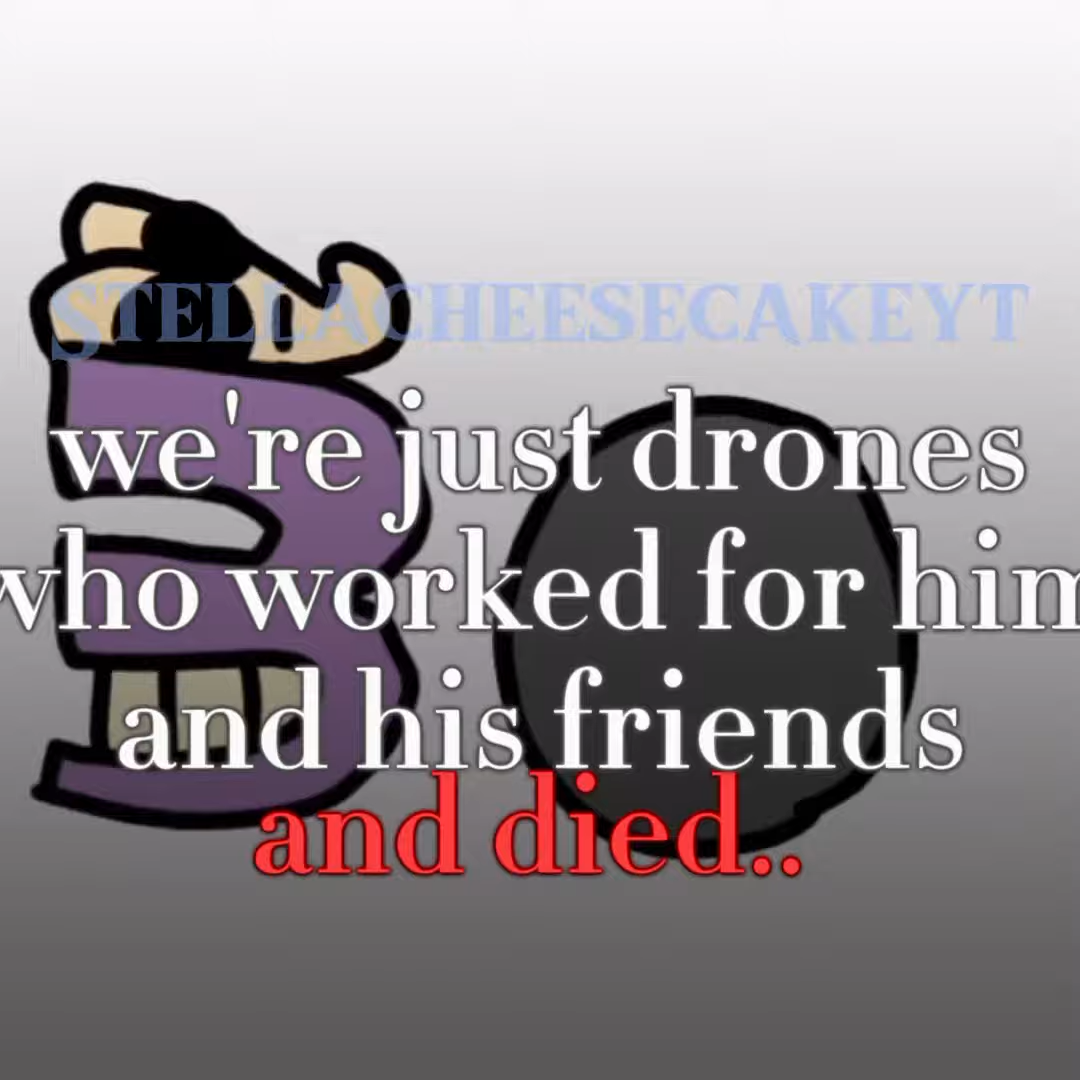 STELLACHEESECAKEYT
we're just drones
who worked for him
and his friends
and died..